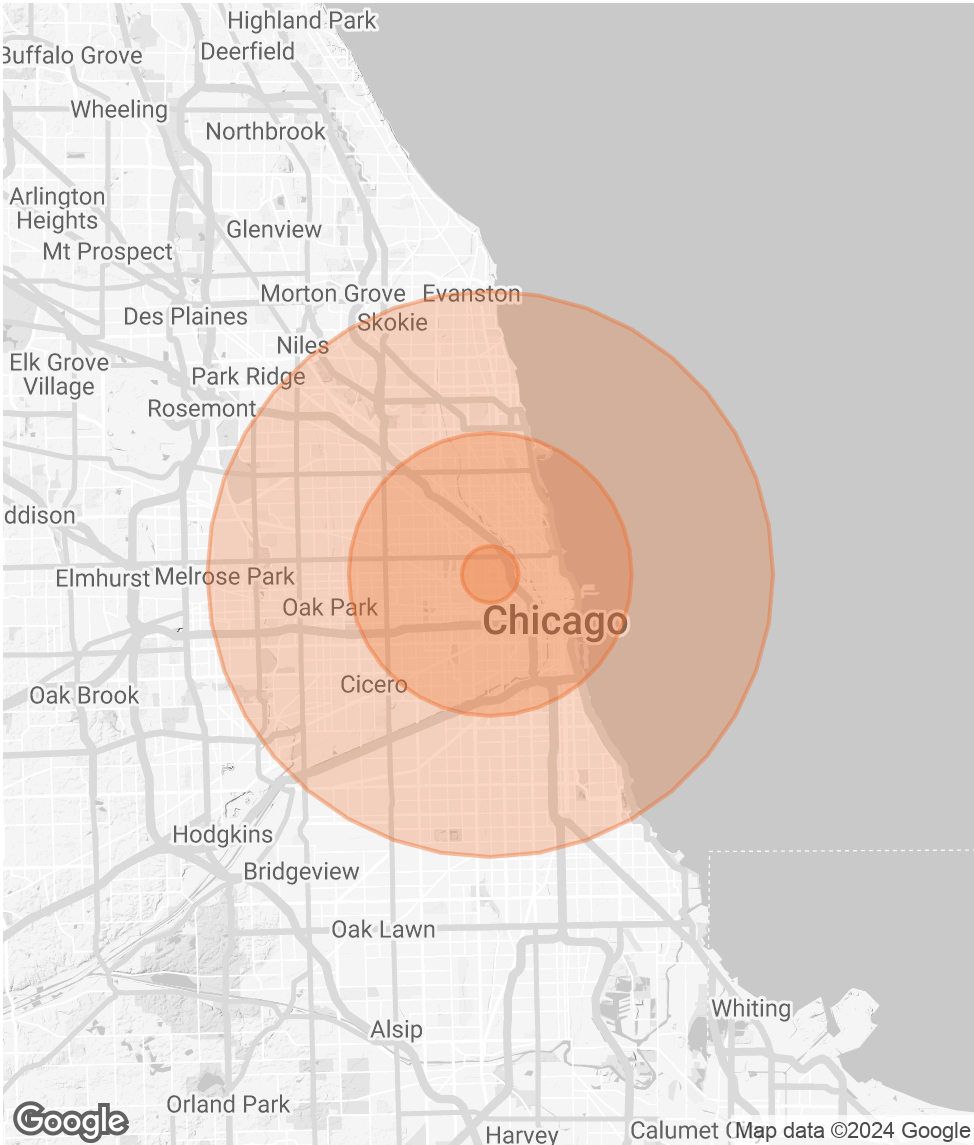 Highland Park
Deerfield
Buffalo Grove
Wheeling
Northbrook
Arlington
Heights
Glenview
Mt Prospect
Morton Grove
Evanston
Des Plaines
Skokie
Niles
Elk Grove
Village
Park Ridge
Rosemont
ddison
Elmhurst
Melrose Park
Oak Park
Chicago
Cicero
Oak Brook
Hodgkins
Bridgeview
Oak Lawn
Whiting
Alsip
Orland Park
Google
Harvey
Calumet C
Map data ©2024 Google